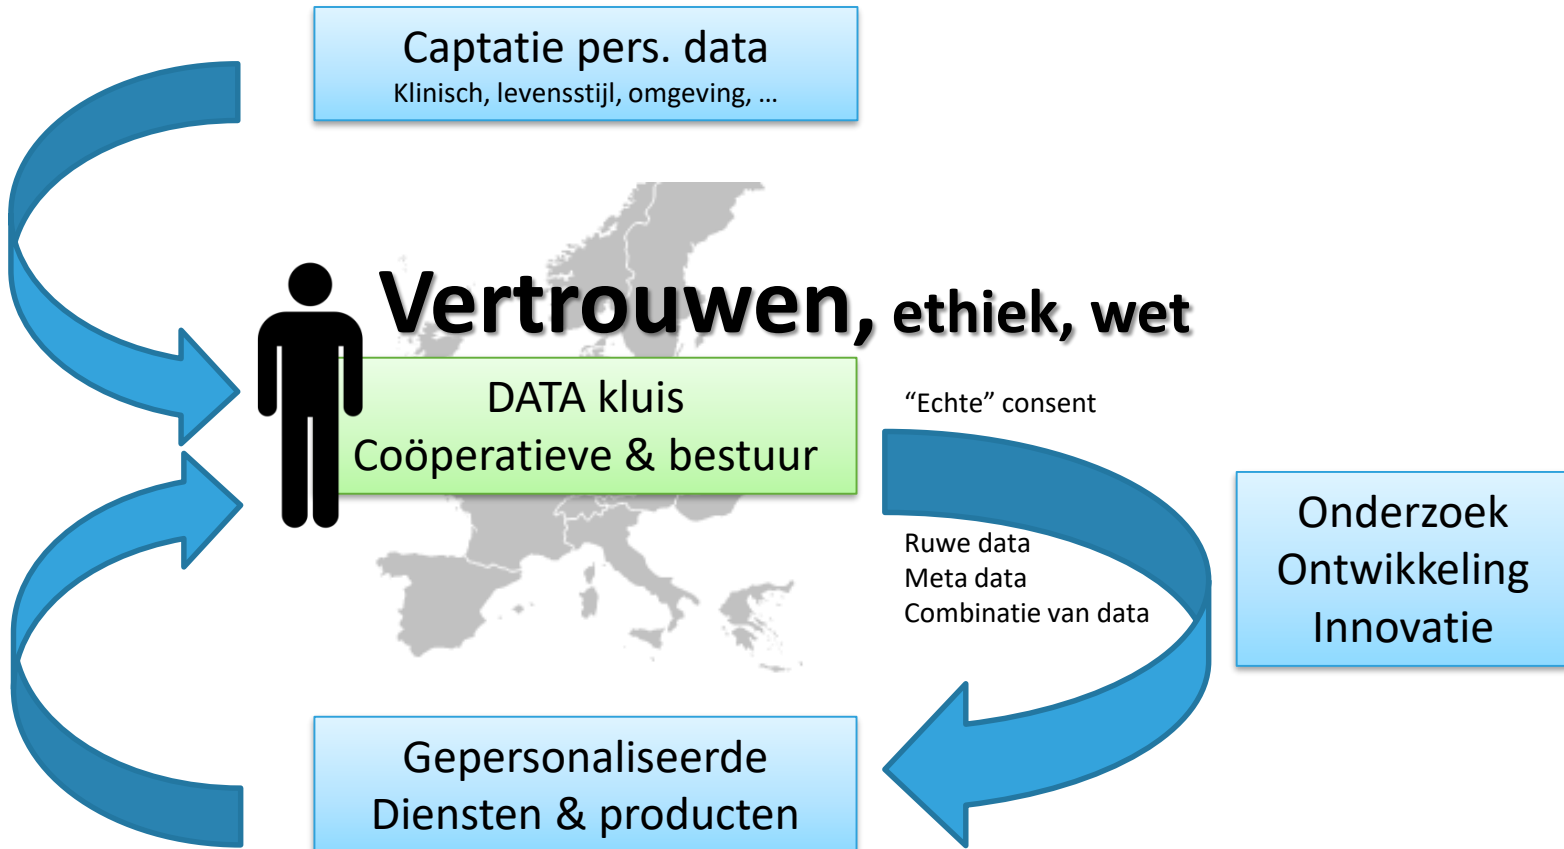 Captatie pers. data
Klinisch, levensstijl, omgeving, …
Vertrouwen, ethiek, wet
DATA kluis
Coöperatieve & bestuur
“Echte” consent
Ruwe data
Meta data
Combinatie van data
Onderzoek
Ontwikkeling
Innovatie
Gepersonaliseerde
Diensten & producten